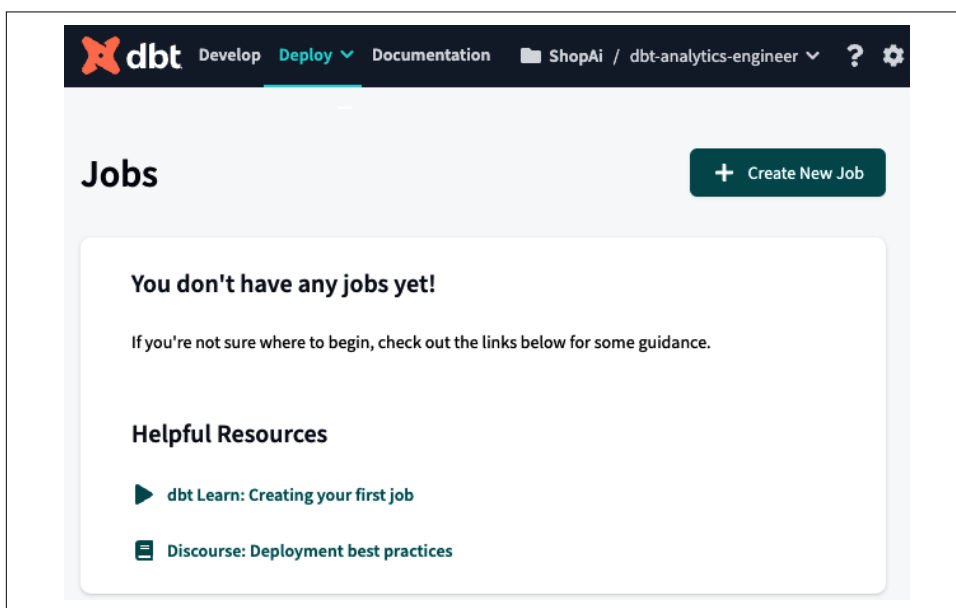 dbt Develop Deploy Documentation ShopAi / dbt-analytics-engineer ?
Jobs
+ Create New Job
You don't have any jobs yet!
If you're not sure where to begin, check out the links below for some guidance.
Helpful Resources
dbt Learn: Creating your first job
Discourse: Deployment best practices